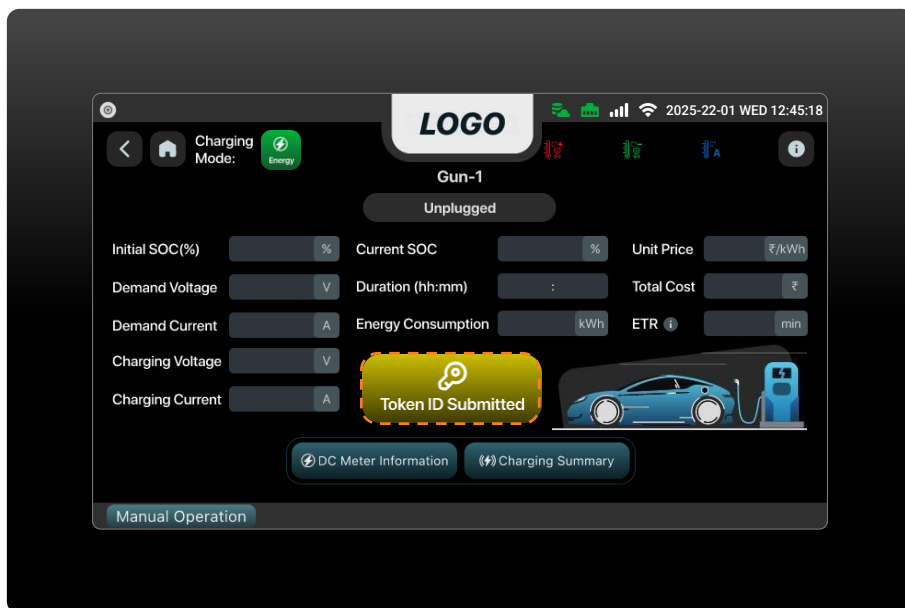 LOGO
2025-22-01 WED 12:45:18
Charging
Mode:
Energy
A
Gun-1
Unplugged
Initial SOC(%) %
Current SOC %
Unit Price ₹/kWh
Demand Voltage V
Duration (hh:mm) :
Total Cost ₹
Demand Current A
Energy Consumption kWh
ETR i min
Charging Voltage V
Charging Current A
Token ID Submitted
DC Meter Information
Charging Summary
Manual Operation